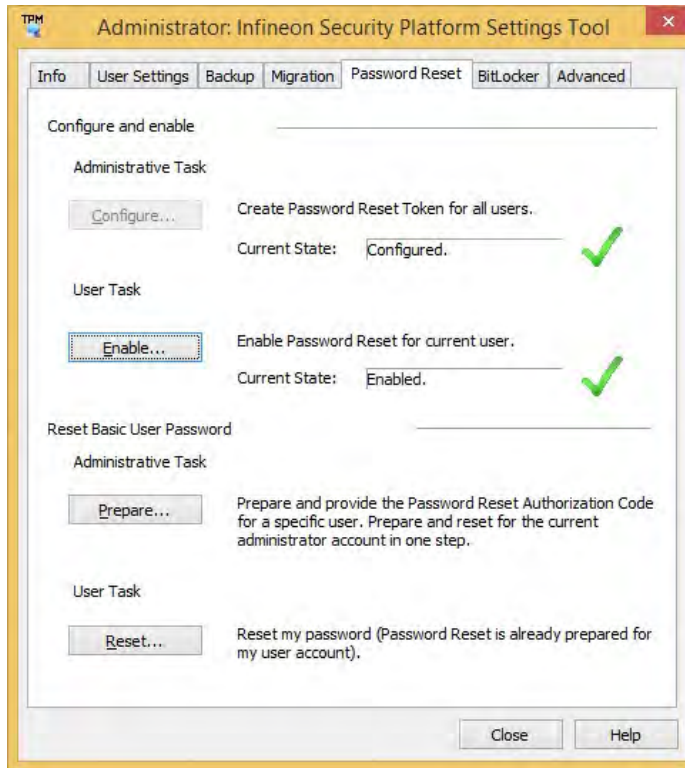 TPM
Administrator: Infineon Security Platform Settings Tool
Info User Settings Backup Migration Password Reset BitLocker Advanced
Configure and enable
Administrative Task
Configure...
Create Password Reset Token for all users.
Current State: Configured.
User Task
Enable...
Enable Password Reset for current user.
Current State: Enabled.
Reset Basic User Password
Administrative Task
Prepare...
Prepare and provide the Password Reset Authorization Code
for a specific user. Prepare and reset for the current
administrator account in one step.
User Task
Reset...
Reset my password (Password Reset is already prepared for
my user account).
Close Help